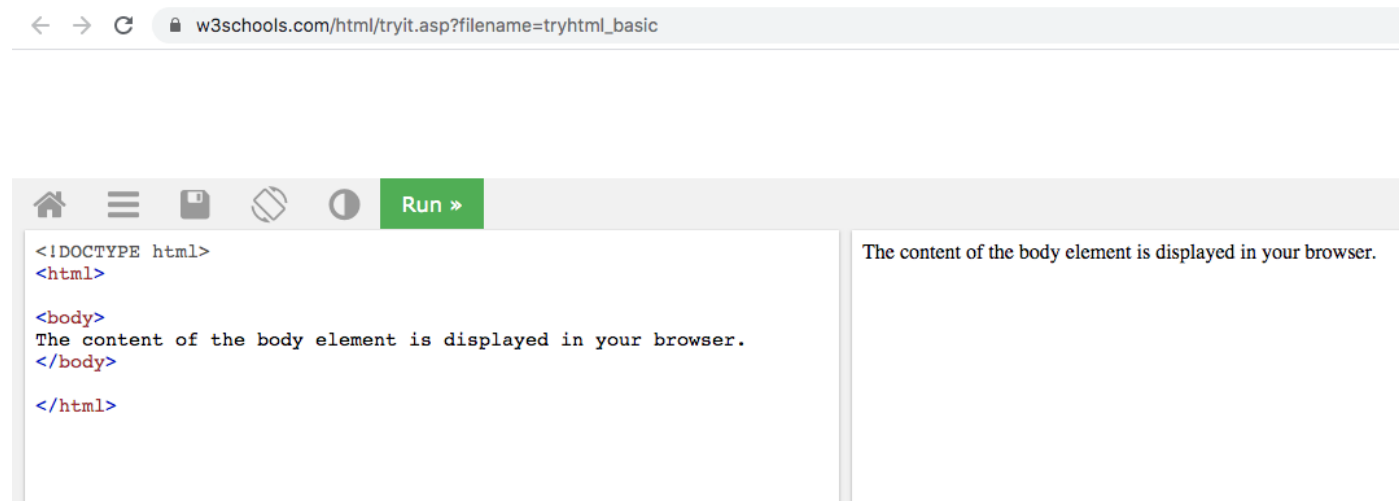 w3schools.com/html/tryit.asp?filename=tryhtml_basic
Run »
<!DOCTYPE html>
<html>
<body>
The content of the body element is displayed in your browser.
</body>
</html>
The content of the body element is displayed in your browser.